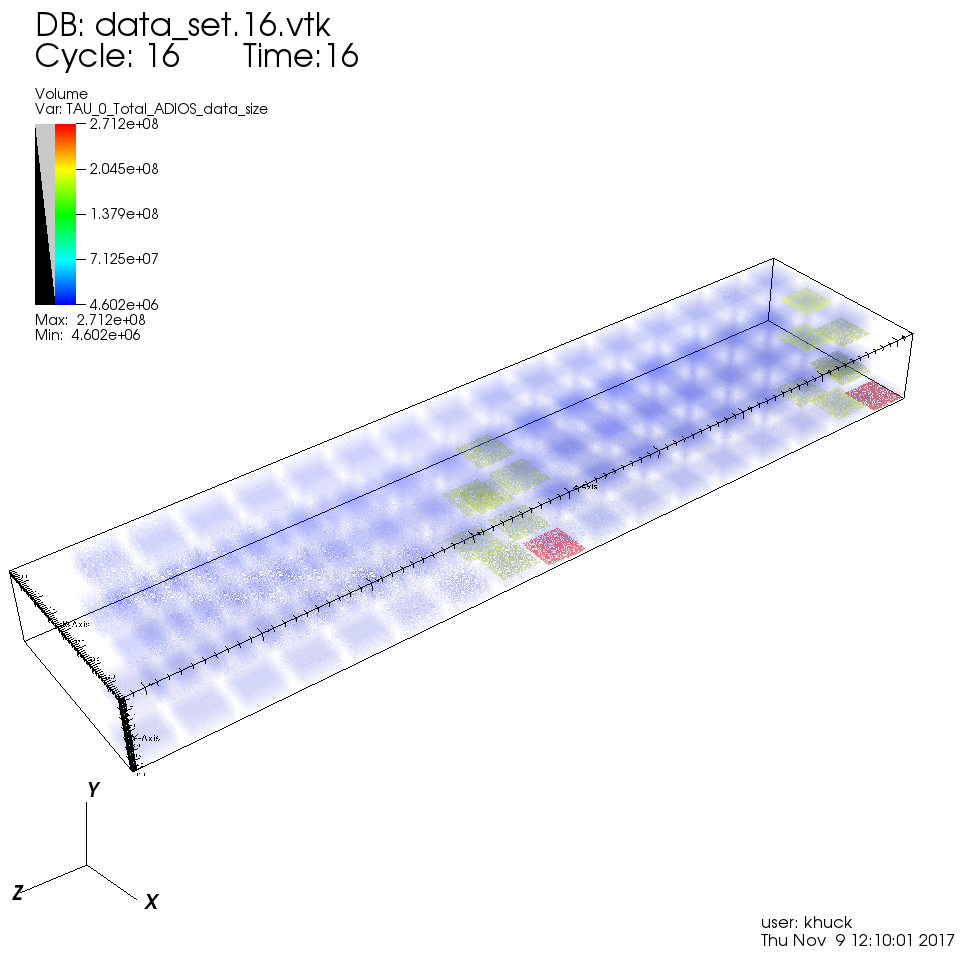 DB: data_set.16.vtk
Cycle: 16 Time:16
Volume
Var: TAU_0_Total_ADIOS_data_size
2.712e+08
2.045e+08
1.379e+08
7.125e+07
4.602e+06
Max: 2.712e+08
Min: 4.602e+06
Y-Axis
Y
Z
X
user: khuck
Thu Nov 9 12:10:01 2017